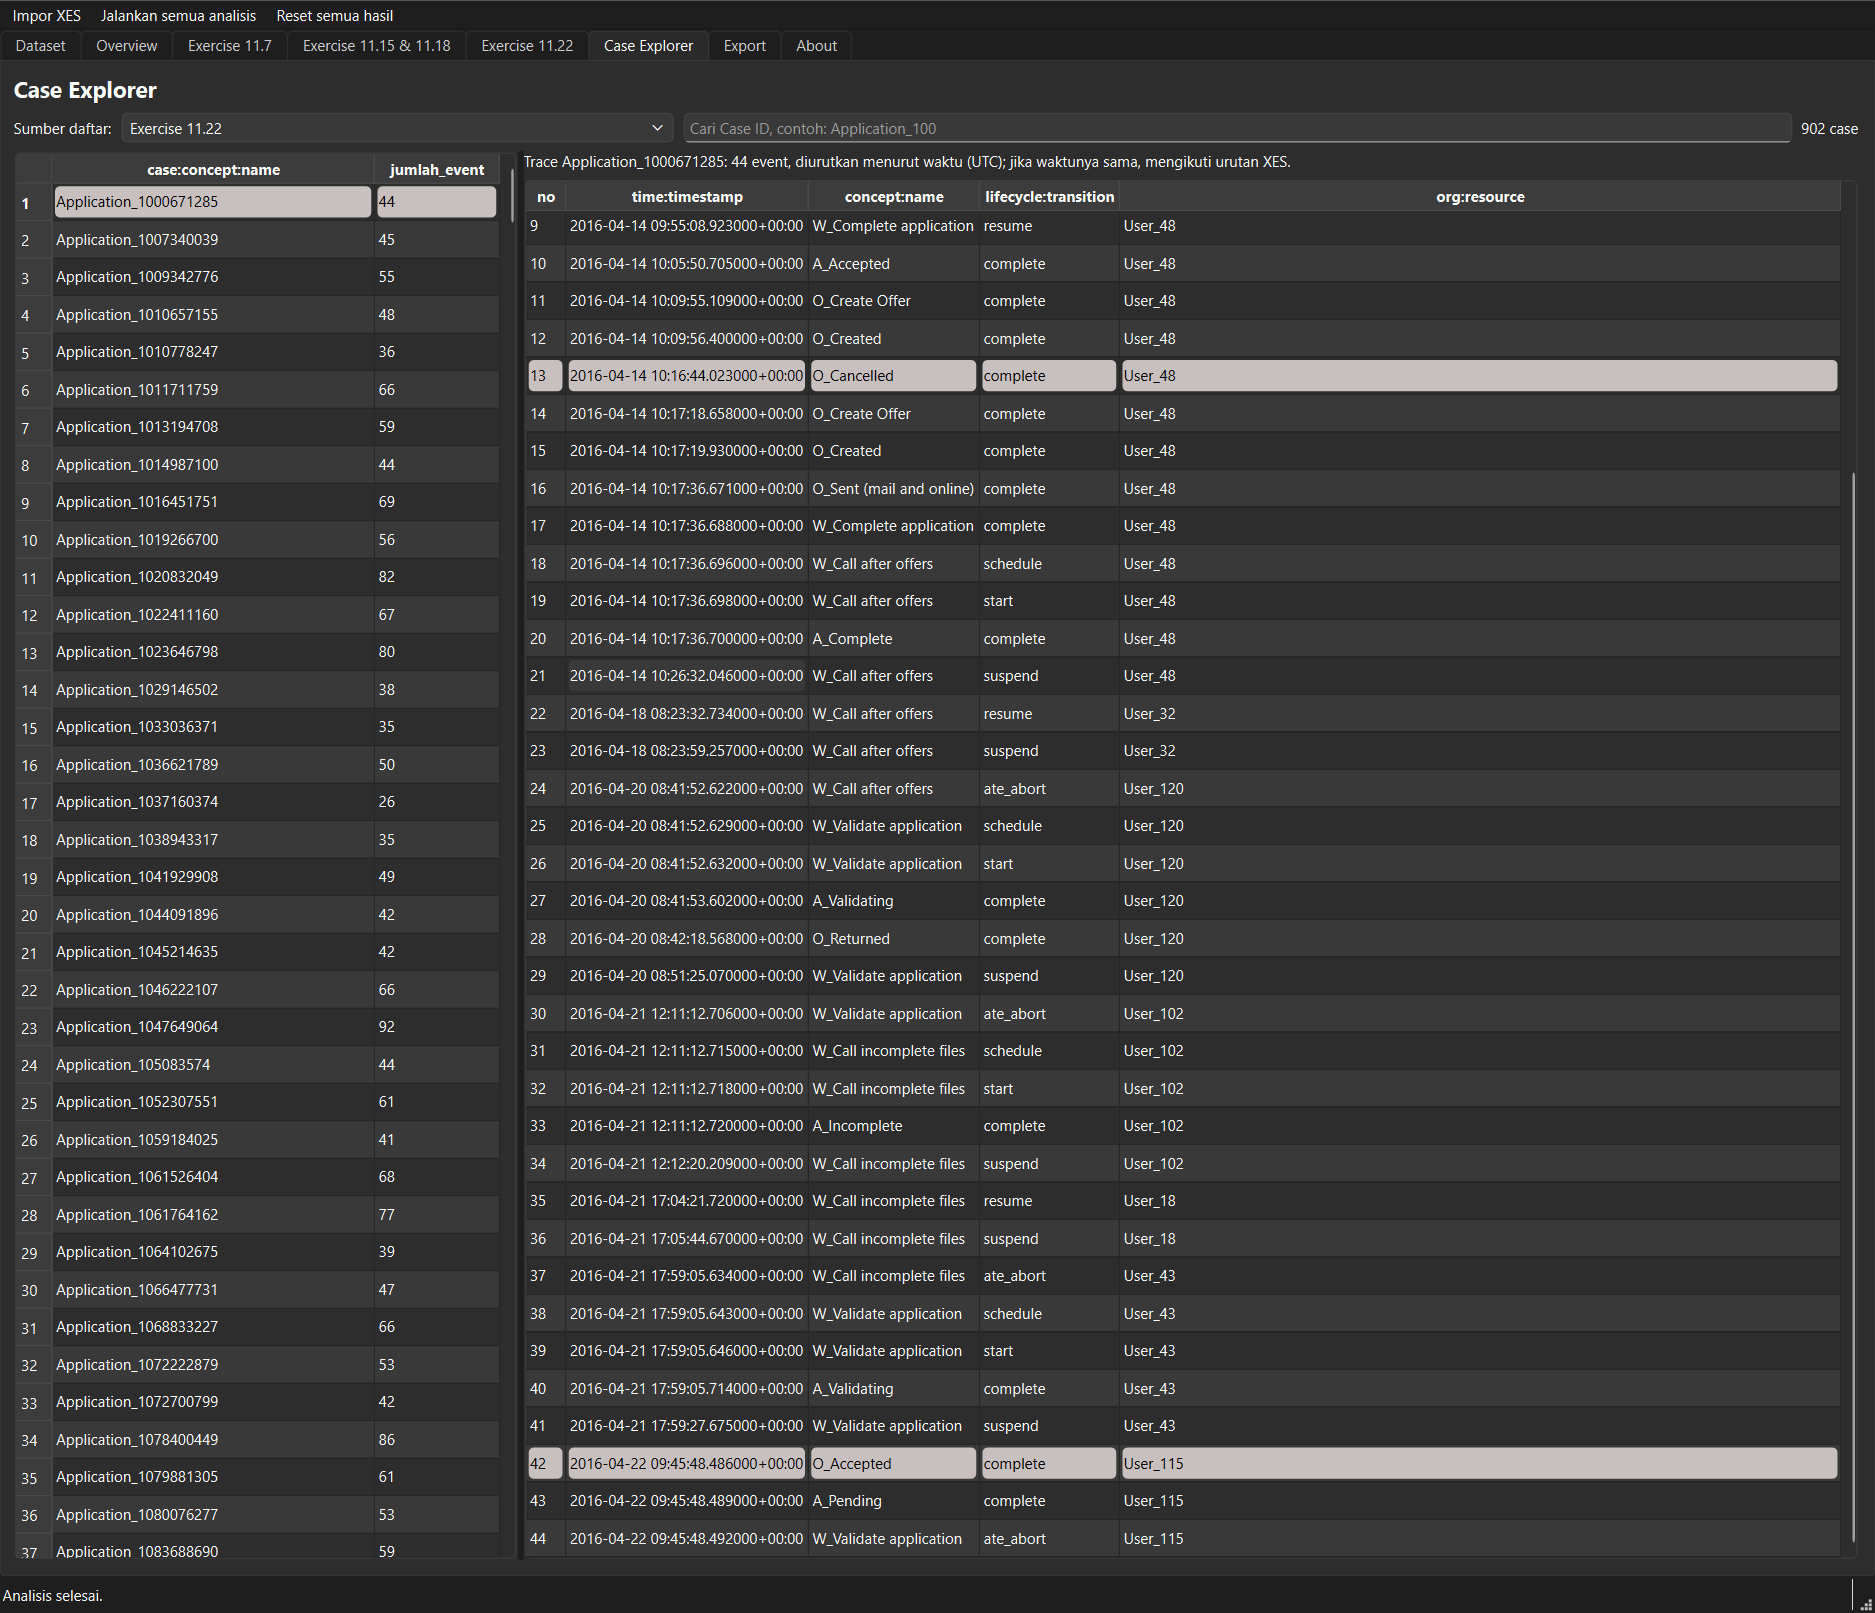 Impor XES Jalankan semua analisis Reset semua hasil
Dataset Overview Exercise 11.7 Exercise 11.15 & 11.18 Exercise 11.22 Case Explorer Export About
Case Explorer
Sumber daftar: Exercise 11.22 Cari Case ID, contoh: Application_100 902 case
case:concept:name jumlah_event
1 Application_1000671285 44
2 Application_1007340039 45
3 Application_1009342776 55
4 Application_1010657155 48
5 Application_1010778247 36
6 Application_1011711759 66
7 Application_1013194708 59
8 Application_1014987100 44
9 Application_1016451751 69
10 Application_1019266700 56
11 Application_1020832049 82
12 Application_1022411160 67
13 Application_1023646798 80
14 Application_1029146502 38
15 Application_1033036371 35
16 Application_1036621789 50
17 Application_1037160374 26
18 Application_1038943317 35
19 Application_1041929908 49
20 Application_1044091896 42
21 Application_1045214635 42
22 Application_1046222107 66
23 Application_1047649064 92
24 Application_105083574 44
25 Application_1052307551 61
26 Application_1059184025 41
27 Application_1061526404 68
28 Application_1061764162 77
29 Application_1064102675 39
30 Application_1066477731 47
31 Application_1068833227 66
32 Application_1072222879 53
33 Application_1072700799 42
34 Application_1078400449 86
35 Application_1079881305 61
36 Application_1080076277 53
37 Application_1083688690 59
Trace Application_1000671285: 44 event, diurutkan menurut waktu (UTC); jika waktunya sama, mengikuti urutan XES.
no time:timestamp concept:name lifecycle:transition org:resource
9 2016-04-14 09:55:08.923000+00:00 W_Complete application resume User_48
10 2016-04-14 10:05:50.705000+00:00 A_Accepted complete User_48
11 2016-04-14 10:09:55.109000+00:00 O_Create Offer complete User_48
12 2016-04-14 10:09:56.400000+00:00 O_Created complete User_48
13 2016-04-14 10:16:44.023000+00:00 O_Cancelled complete User_48
14 2016-04-14 10:17:18.658000+00:00 O_Create Offer complete User_48
15 2016-04-14 10:17:19.930000+00:00 O_Created complete User_48
16 2016-04-14 10:17:36.671000+00:00 O_Sent (mail and online) complete User_48
17 2016-04-14 10:17:36.688000+00:00 W_Complete application complete User_48
18 2016-04-14 10:17:36.696000+00:00 W_Call after offers schedule User_48
19 2016-04-14 10:17:36.698000+00:00 W_Call after offers start User_48
20 2016-04-14 10:17:36.700000+00:00 A_Complete complete User_48
21 2016-04-14 10:26:32.046000+00:00 W_Call after offers suspend User_48
22 2016-04-18 08:23:32.734000+00:00 W_Call after offers resume User_32
23 2016-04-18 08:23:59.257000+00:00 W_Call after offers suspend User_32
24 2016-04-20 08:41:52.622000+00:00 W_Call after offers ate_abort User_120
25 2016-04-20 08:41:52.629000+00:00 W_Validate application schedule User_120
26 2016-04-20 08:41:52.632000+00:00 W_Validate application start User_120
27 2016-04-20 08:41:53.602000+00:00 A_Validating complete User_120
28 2016-04-20 08:42:18.568000+00:00 O_Returned complete User_120
29 2016-04-20 08:51:25.070000+00:00 W_Validate application suspend User_120
30 2016-04-21 12:11:12.706000+00:00 W_Validate application ate_abort User_102
31 2016-04-21 12:11:12.715000+00:00 W_Call incomplete files schedule User_102
32 2016-04-21 12:11:12.718000+00:00 W_Call incomplete files start User_102
33 2016-04-21 12:11:12.720000+00:00 A_Incomplete complete User_102
34 2016-04-21 12:12:20.209000+00:00 W_Call incomplete files suspend User_102
35 2016-04-21 17:04:21.720000+00:00 W_Call incomplete files resume User_18
36 2016-04-21 17:05:44.670000+00:00 W_Call incomplete files suspend User_18
37 2016-04-21 17:59:05.634000+00:00 W_Call incomplete files ate_abort User_43
38 2016-04-21 17:59:05.643000+00:00 W_Validate application schedule User_43
39 2016-04-21 17:59:05.646000+00:00 W_Validate application start User_43
40 2016-04-21 17:59:05.714000+00:00 A_Validating complete User_43
41 2016-04-21 17:59:27.675000+00:00 W_Validate application suspend User_43
42 2016-04-22 09:45:48.486000+00:00 O_Accepted complete User_115
43 2016-04-22 09:45:48.489000+00:00 A_Pending complete User_115
44 2016-04-22 09:45:48.492000+00:00 W_Validate application ate_abort User_115
Analisis selesai.